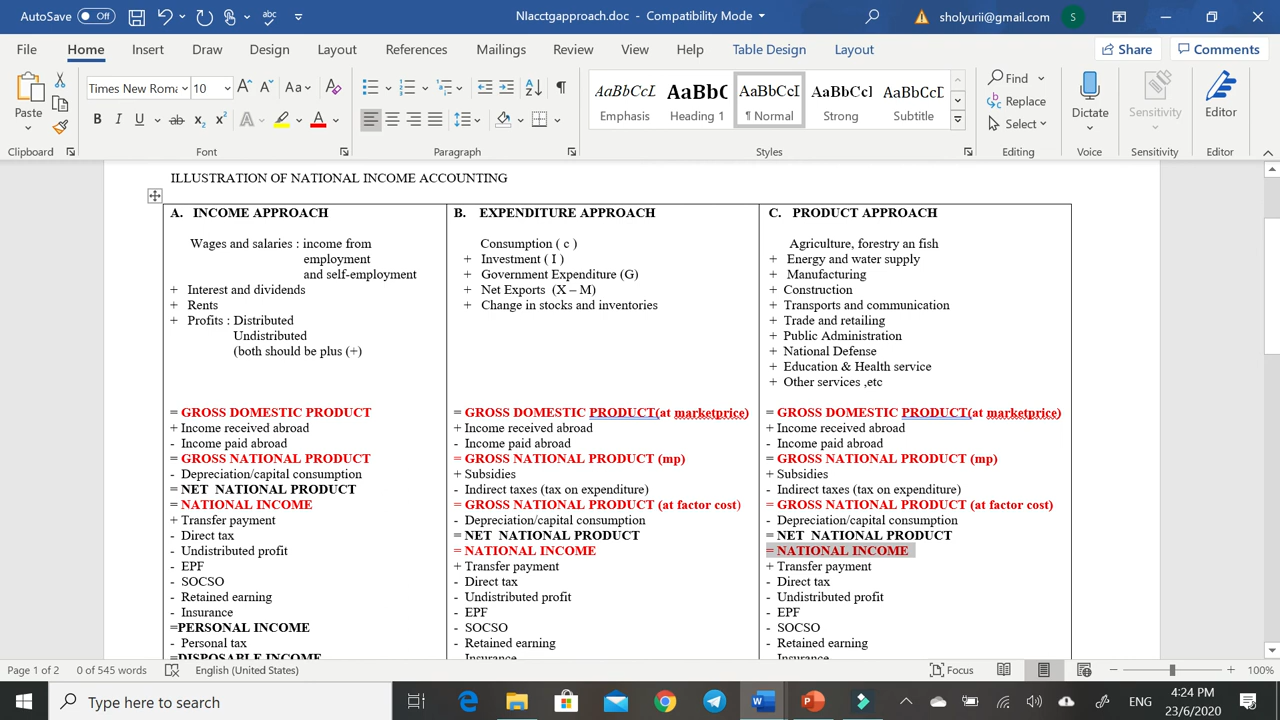 AutoSave Off NIacctgapproach.doc - Compatibility Mode sholyurii@gmail.com S
File Home Insert Draw Design Layout References Mailings Review View Help Table Design Layout Share Comments
Paste
Clipboard
Times New Roma 10
Font
Paragraph
AaBbCcL AaBbC AaBbCcI AaBbCcl AaBbCcD
Emphasis Heading 1 ¶ Normal Strong Subtitle
Styles
Find
Replace
Select
Editing
Dictate
Voice
Sensitivity
Sensitivity
Editor
Editor
ILLUSTRATION OF NATIONAL INCOME ACCOUNTING
A. INCOME APPROACH
Wages and salaries : income from
employment
and self-employment
+ Interest and dividends
+ Rents
+ Profits : Distributed
Undistributed
(both should be plus (+)
= GROSS DOMESTIC PRODUCT
+ Income received abroad
- Income paid abroad
= GROSS NATIONAL PRODUCT
- Depreciation/capital consumption
= NET NATIONAL PRODUCT
= NATIONAL INCOME
+ Transfer payment
- Direct tax
- Undistributed profit
- EPF
- SOCSO
- Retained earning
- Insurance
=PERSONAL INCOME
- Personal tax
=DISPOSABLE INCOME
B. EXPENDITURE APPROACH
Consumption ( c )
+ Investment ( I )
+ Government Expenditure (G)
+ Net Exports (X – M)
+ Change in stocks and inventories
= GROSS DOMESTIC PRODUCT(at marketprice)
+ Income received abroad
- Income paid abroad
= GROSS NATIONAL PRODUCT (mp)
+ Subsidies
- Indirect taxes (tax on expenditure)
= GROSS NATIONAL PRODUCT (at factor cost)
- Depreciation/capital consumption
= NET NATIONAL PRODUCT
= NATIONAL INCOME
+ Transfer payment
- Direct tax
- Undistributed profit
- EPF
- SOCSO
- Retained earning
- Insurance
C. PRODUCT APPROACH
Agriculture, forestry an fish
+ Energy and water supply
+ Manufacturing
+ Construction
+ Transports and communication
+ Trade and retailing
+ Public Administration
+ National Defense
+ Education & Health service
+ Other services ,etc
= GROSS DOMESTIC PRODUCT(at marketprice)
+ Income received abroad
- Income paid abroad
= GROSS NATIONAL PRODUCT (mp)
+ Subsidies
- Indirect taxes (tax on expenditure)
= GROSS NATIONAL PRODUCT (at factor cost)
- Depreciation/capital consumption
= NET NATIONAL PRODUCT
= NATIONAL INCOME
+ Transfer payment
- Direct tax
- Undistributed profit
- EPF
- SOCSO
- Retained earning
- Insurance
Page 1 of 2 0 of 545 words English (United States) Focus 100%
Type here to search ENG 4:24 PM
23/6/2020